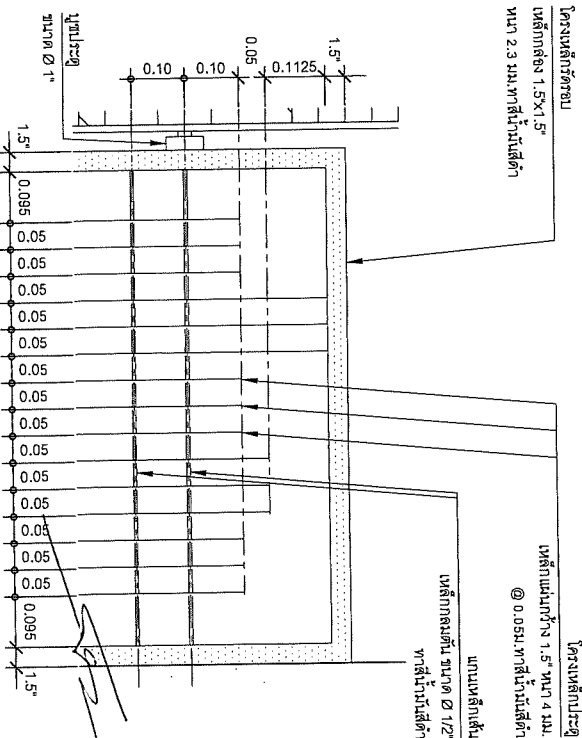 โครงเหล็กรัดรอบ
เหล็กกล่อง 1.5"x1.5"
หนา 2.3 มม.ทาสีน้ำมันสีดำ
โครงเหล็กประตู
เหล็กแผ่นกว้าง 1.5" หนา 4 มม.
@ 0.05ม.ทาสีน้ำมันสีดำ
แกนเหล็กเส้น
เหล็กกลมตัน ขนาด Ø 1/2"
ทาสีน้ำมันสีดำ
บูชประตู
ขนาด Ø 1"
0.10
0.10
0.05
0.1125
1.5"
1.5"
0.095
0.05
0.05
0.05
0.05
0.05
0.05
0.05
0.05
0.05
0.05
0.05
0.05
0.05
0.05
0.095
1.5"